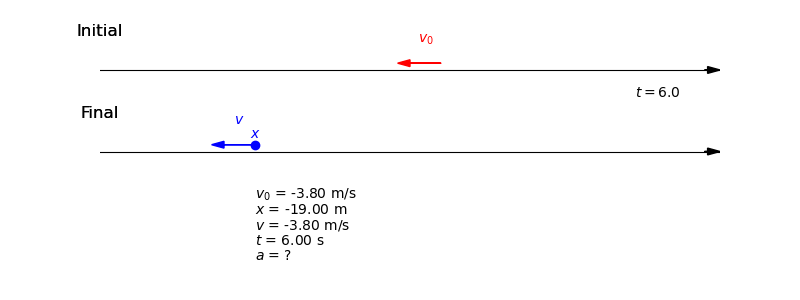 Initial
v₀
t = 6.0
Final
v
x
v₀ = -3.80 m/s
x = -19.00 m
v = -3.80 m/s
t = 6.00 s
a = ?